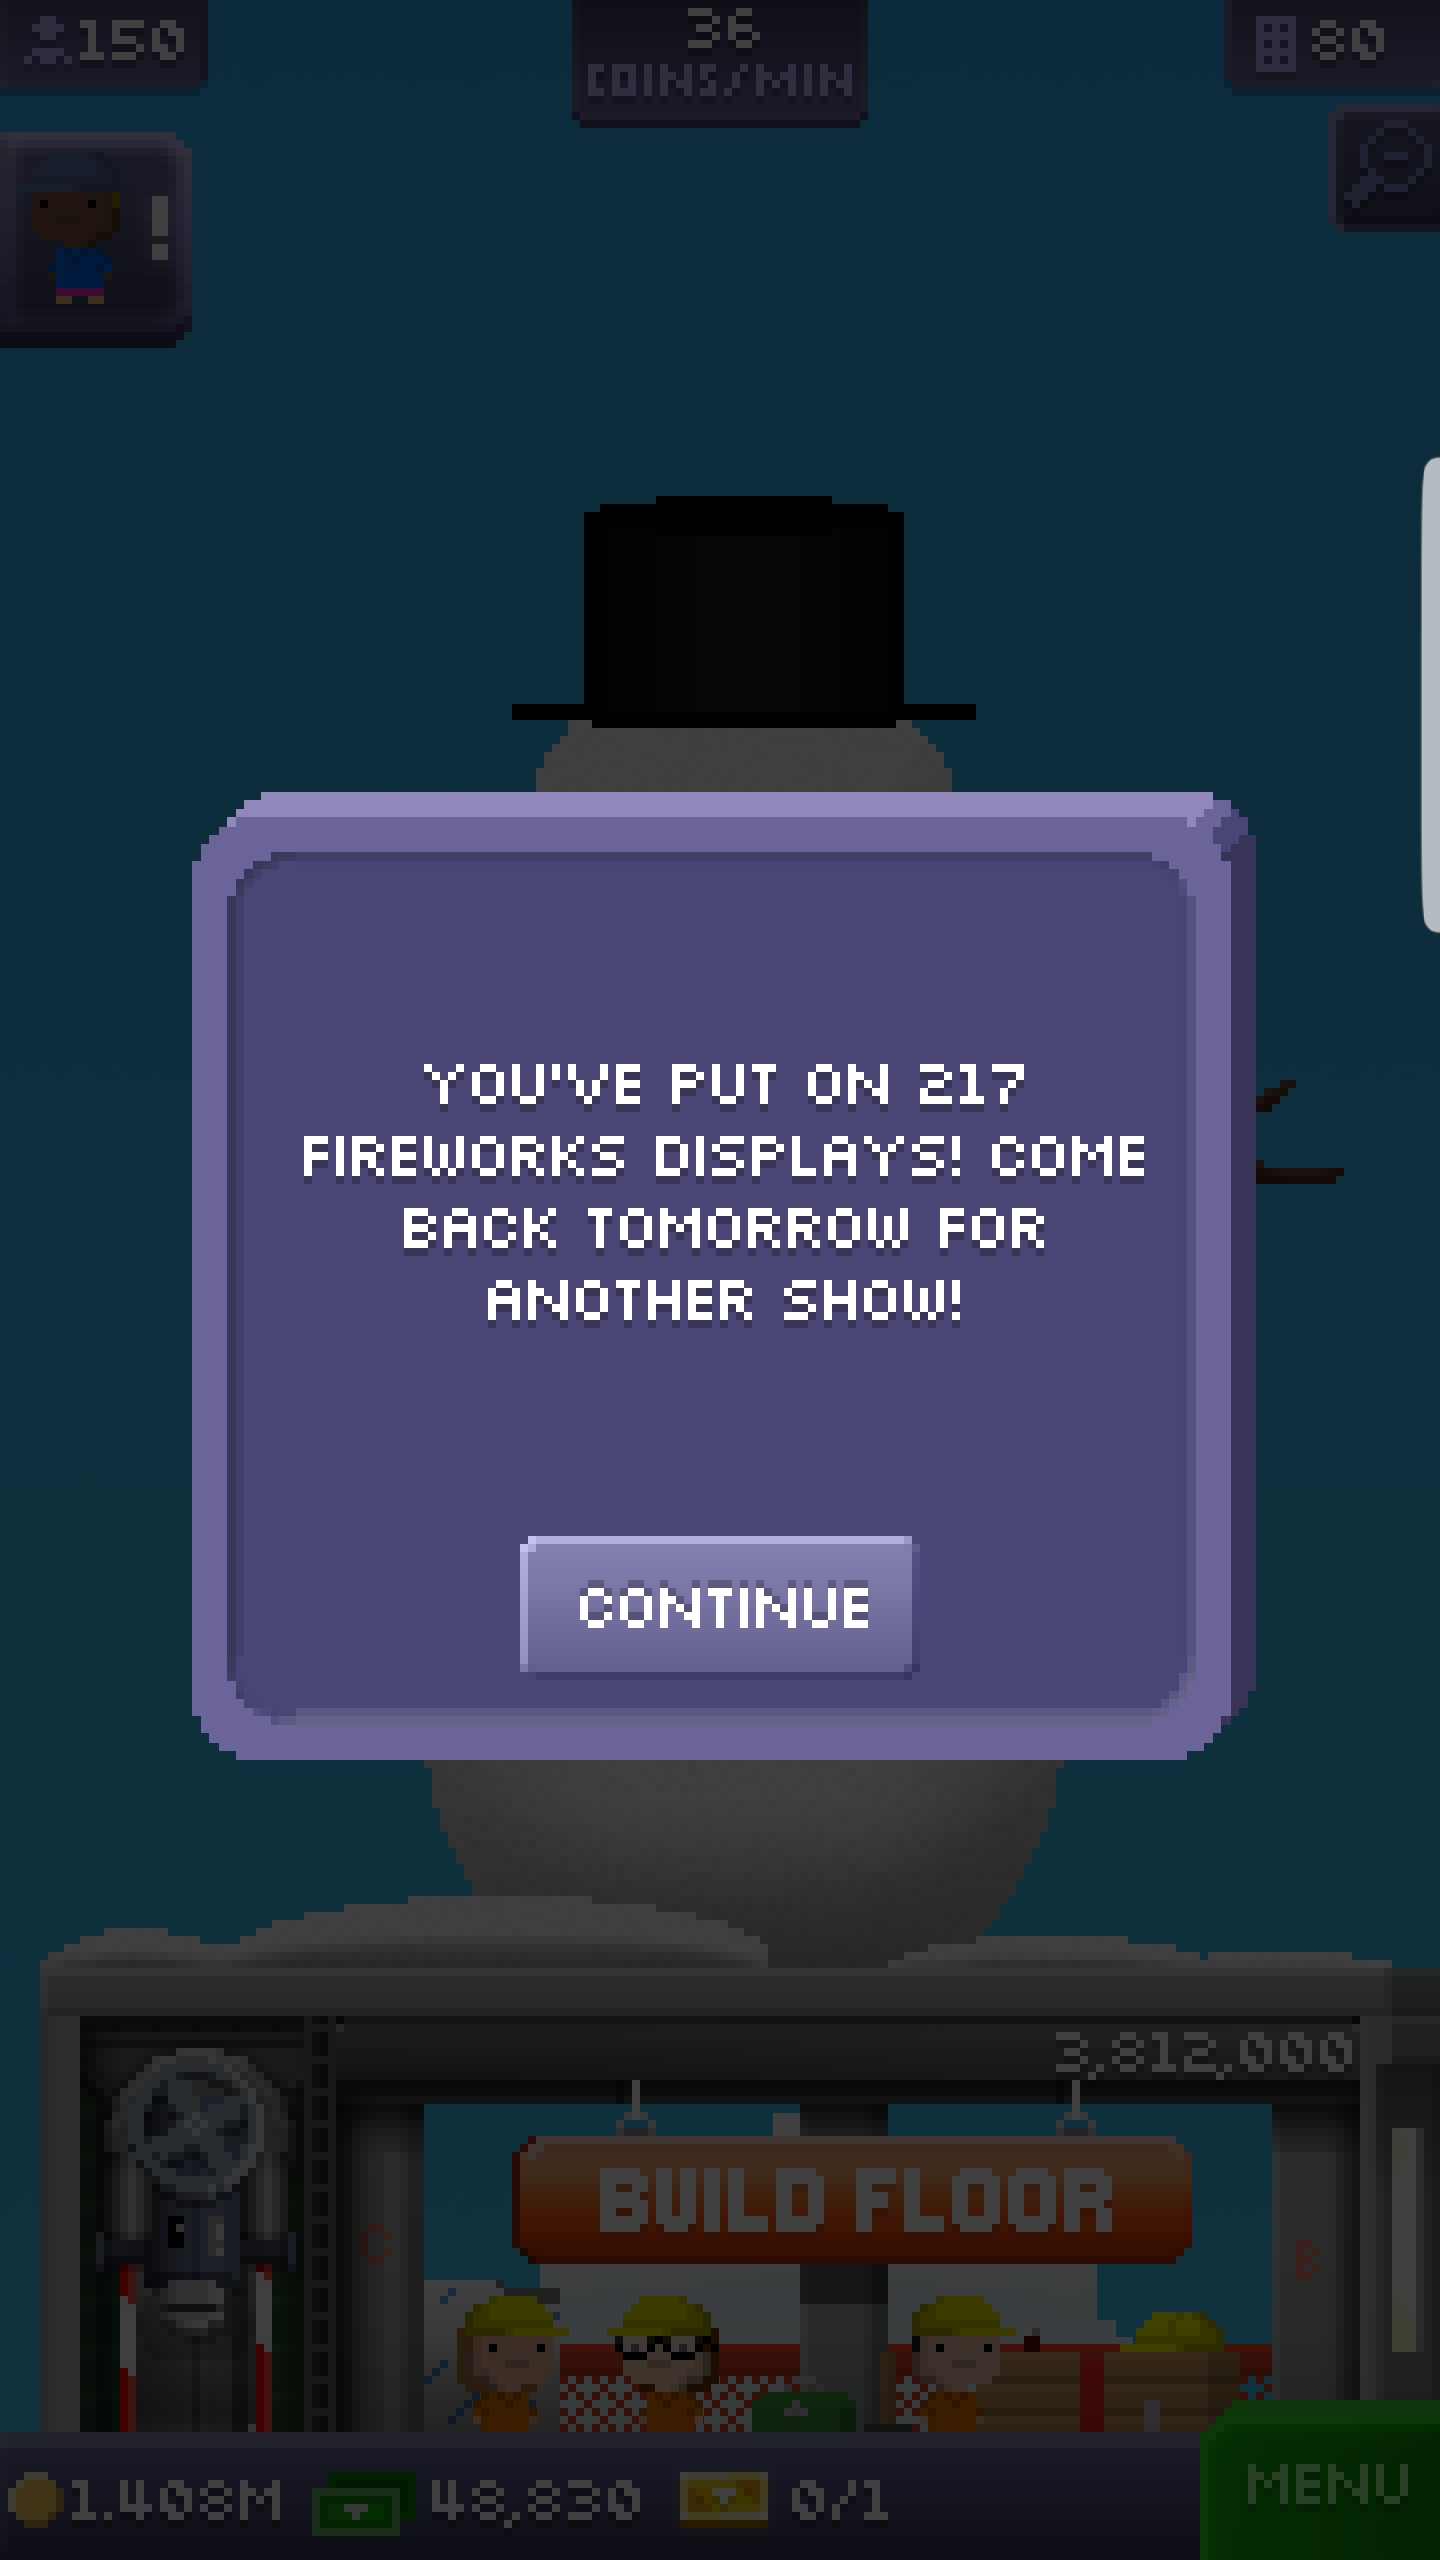 150
36
COINS/MIN
80
!
YOU'VE PUT ON 217
FIREWORKS DISPLAYS! COME
BACK TOMORROW FOR
ANOTHER SHOW!
CONTINUE
3,812,000
BUILD FLOOR
C
B
1.408M 48,830 0/1
MENU